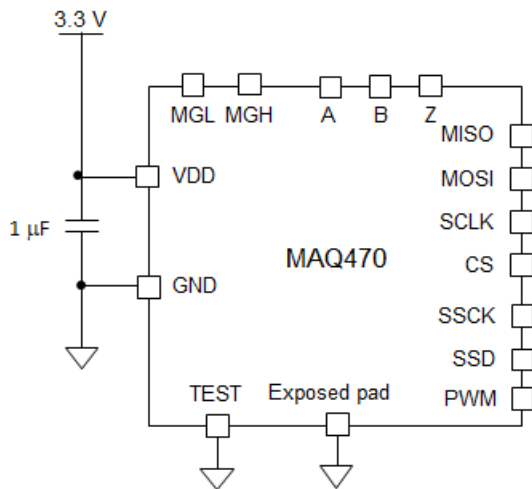 3.3 V
MGL MGH A B Z
MISO
VDD
MOSI
SCLK
1 μF
MAQ470
CS
GND
SSCK
SSD
TEST Exposed pad
PWM